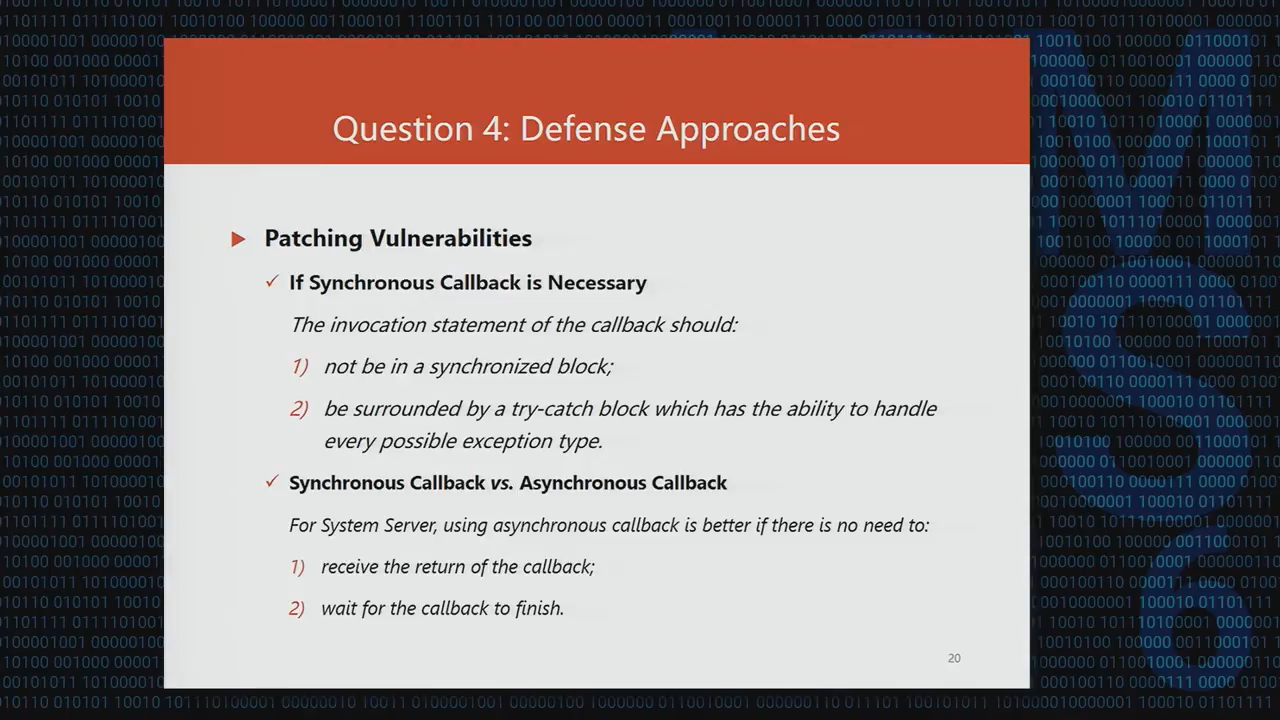 Question 4: Defense Approaches
Patching Vulnerabilities
If Synchronous Callback is Necessary
The invocation statement of the callback should:
1) not be in a synchronized block;
2) be surrounded by a try-catch block which has the ability to handle
every possible exception type.
Synchronous Callback vs. Asynchronous Callback
For System Server, using asynchronous callback is better if there is no need to:
1) receive the return of the callback;
2) wait for the callback to finish.
20